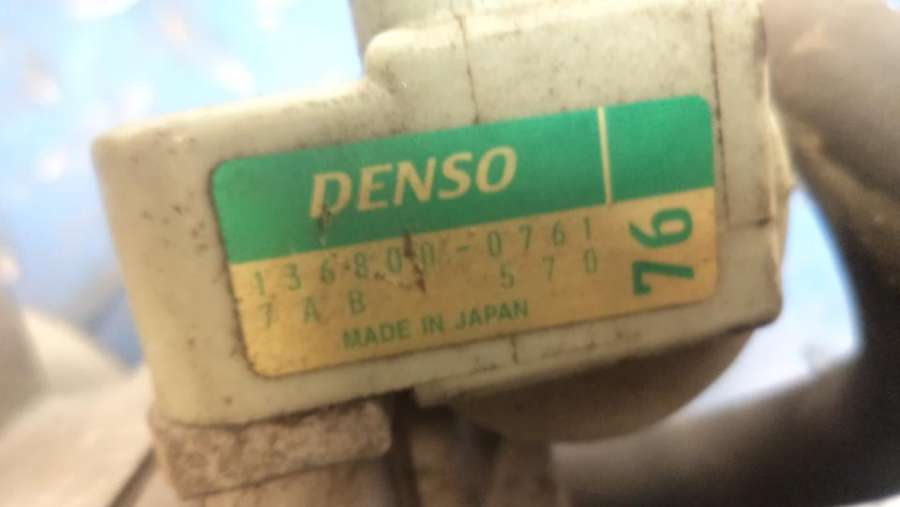 DENSO
136800-0761
7AB 570
MADE IN JAPAN
76